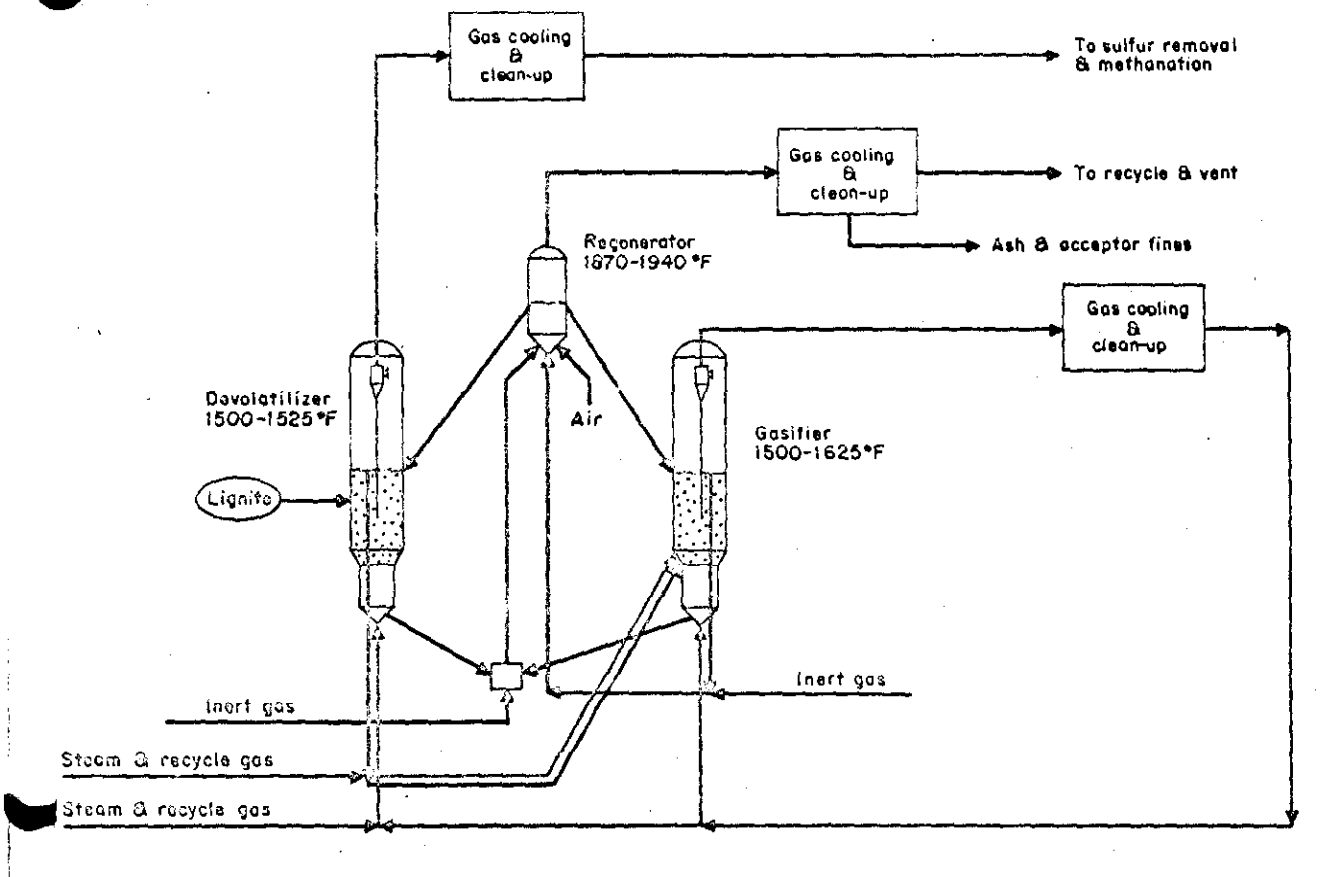 Gas cooling
&
clean-up
To sulfur removal
& methanation
Gas cooling
&
clean-up
To recycle & vent
Ash & acceptor fines
Regenerator
1870-1940 °F
Gas cooling
&
clean-up
Devolatilizer
1500-1525 °F
Air
Gasifier
1500-1625 °F
Lignite
Inert gas
Inert gas
Steam & recycle gas
Steam & recycle gas